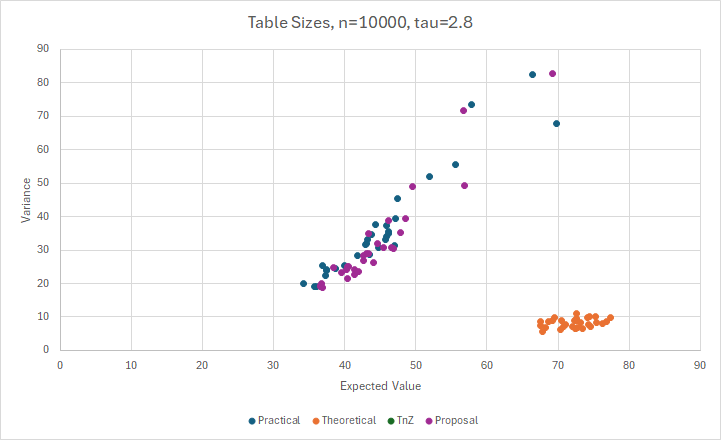 Table Sizes, n=10000, tau=2.8
90
80
70
60
50
40
30
20
10
0
Variance
0 10 20 30 40 50 60 70 80 90
Expected Value
Practical Theoretical TnZ Proposal